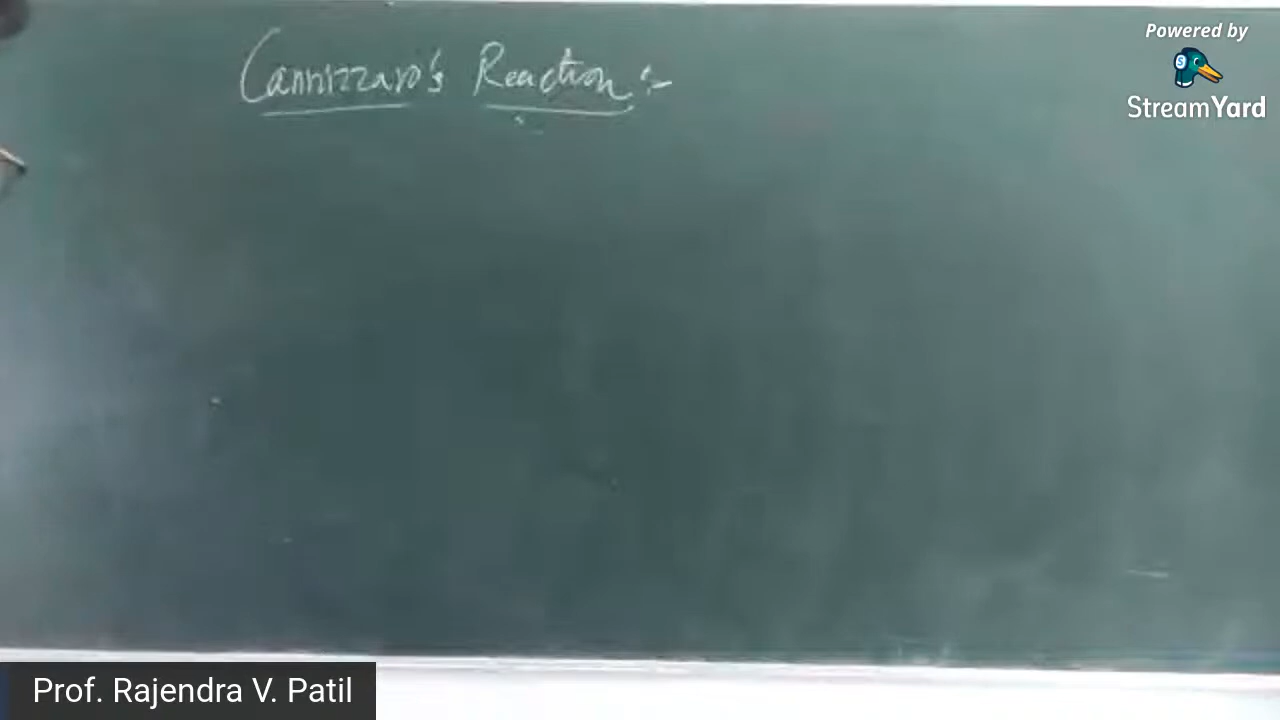 Cannizzaro's Reaction :-
Powered by
StreamYard
Prof. Rajendra V. Patil